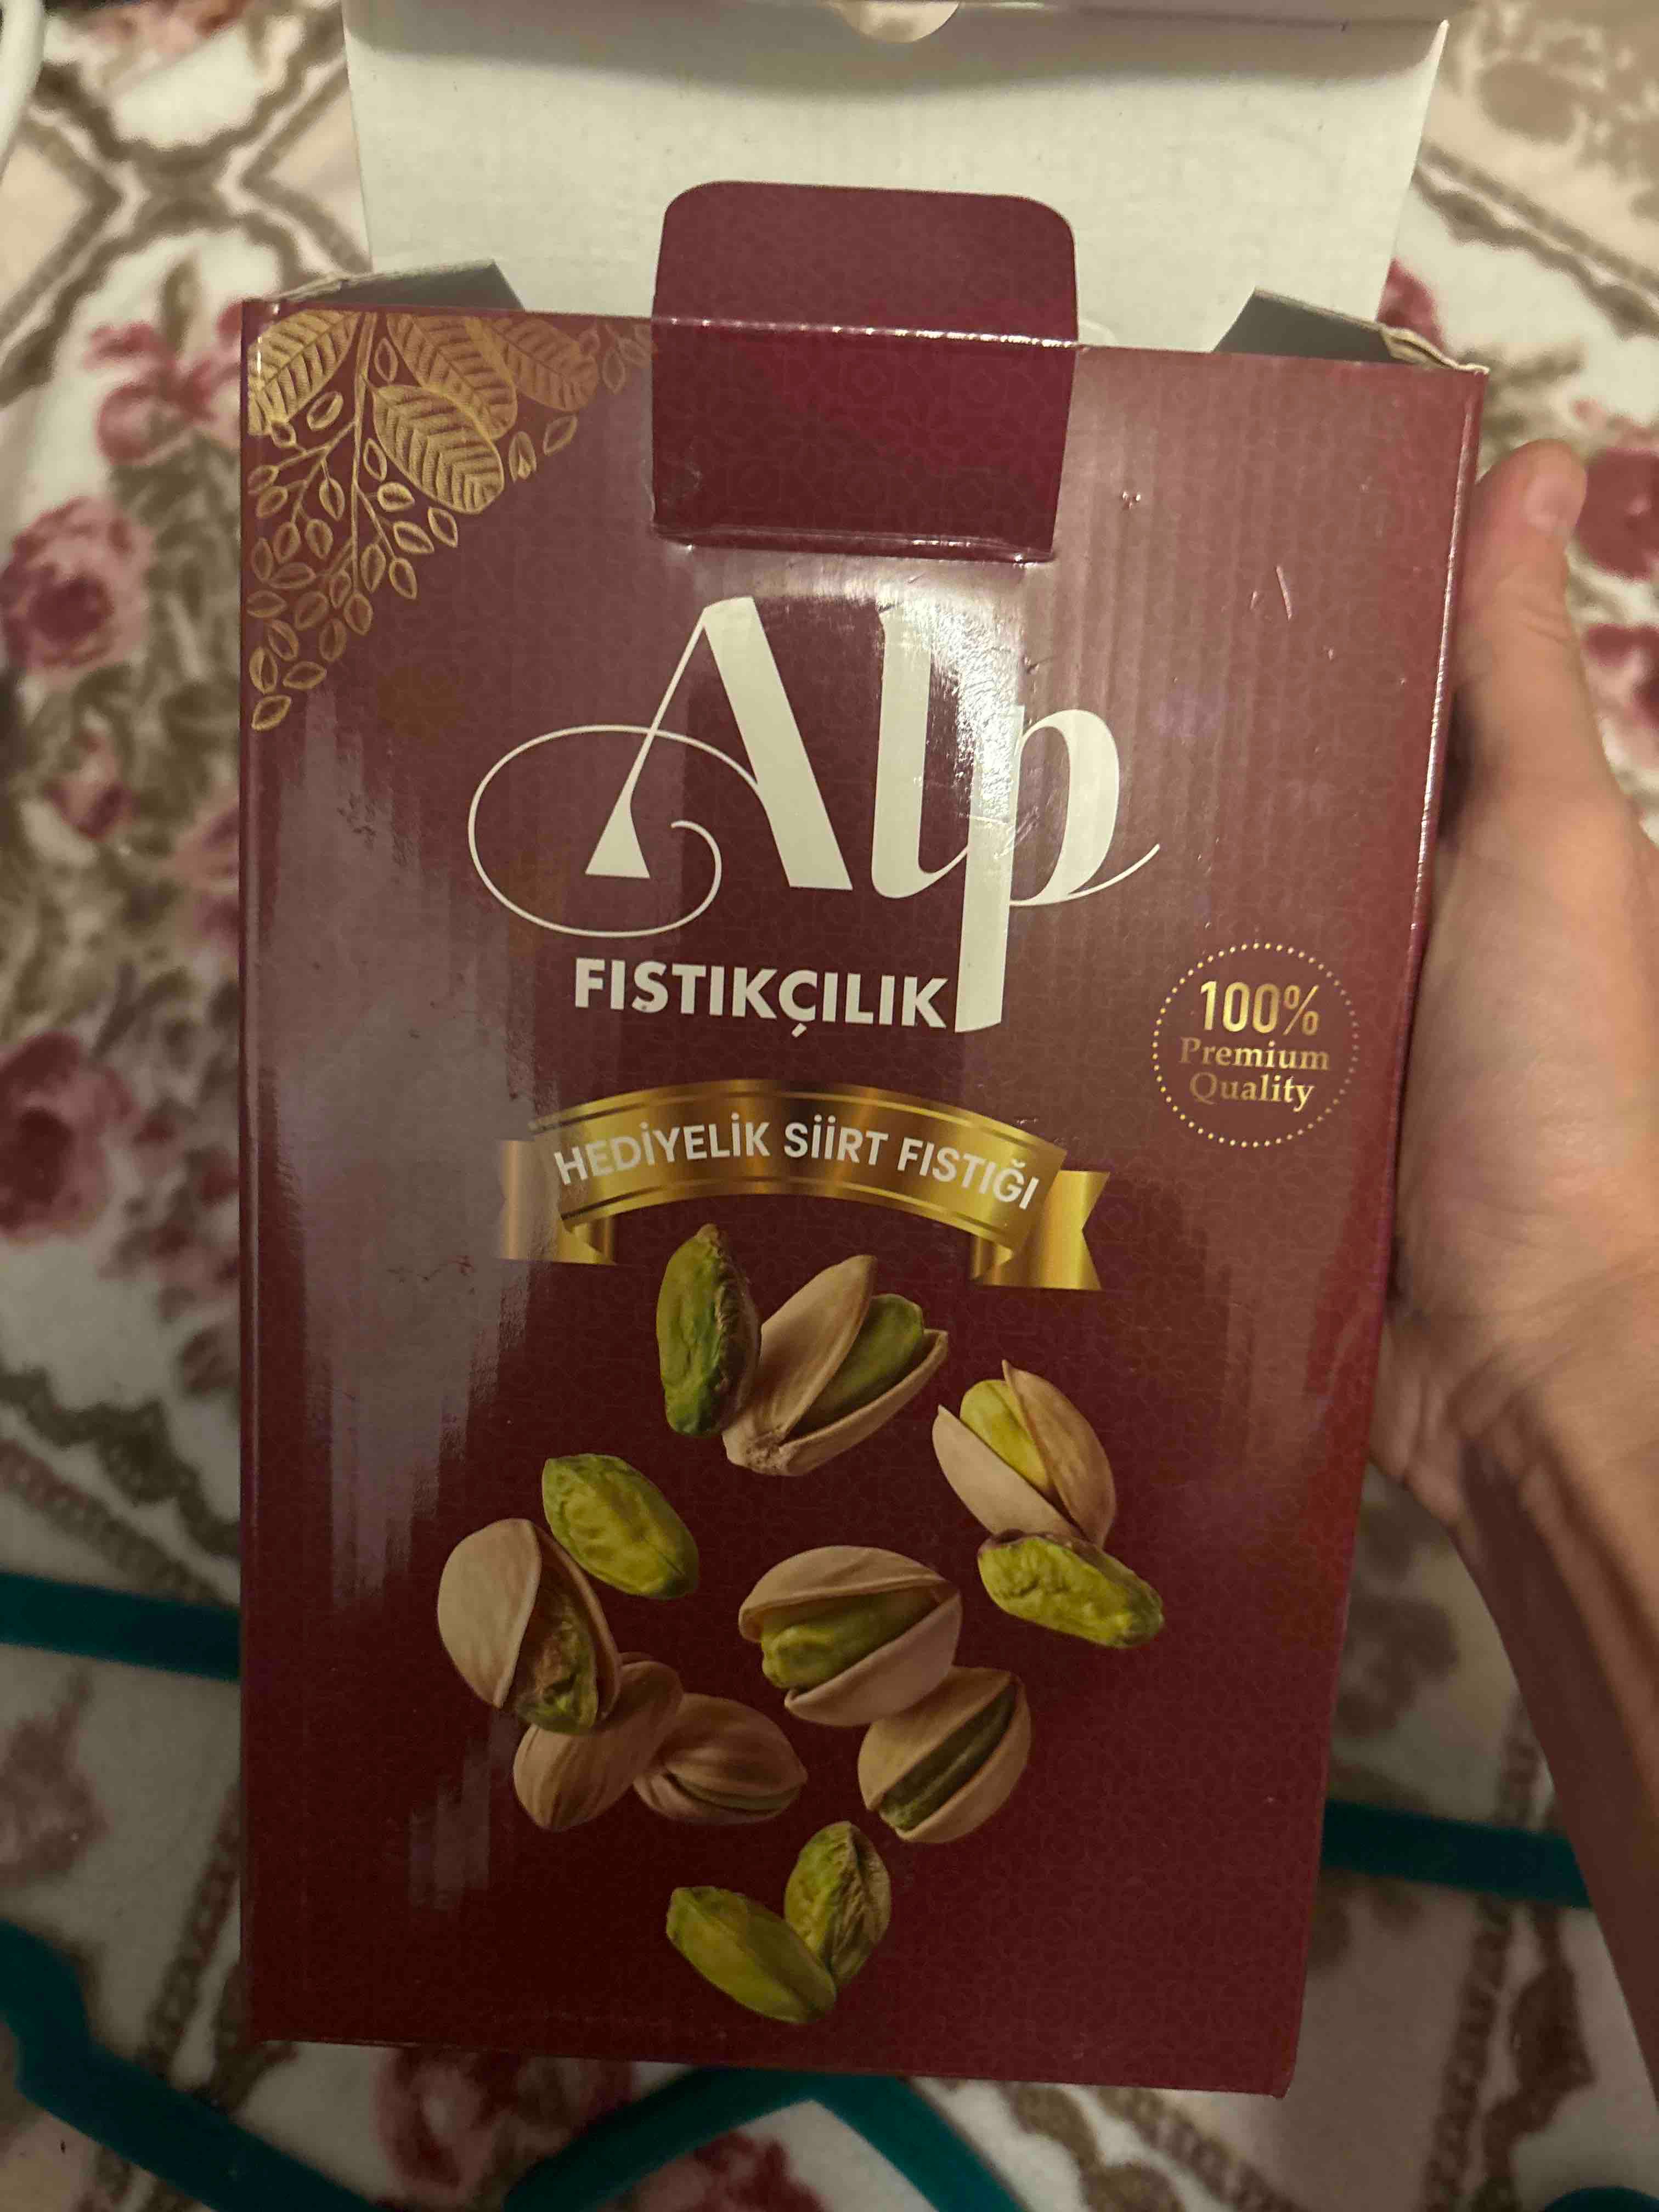 Alp
FISTIKÇILIK
100%
Premium
Quality
HEDİYELİK SİİRT FISTIĞI